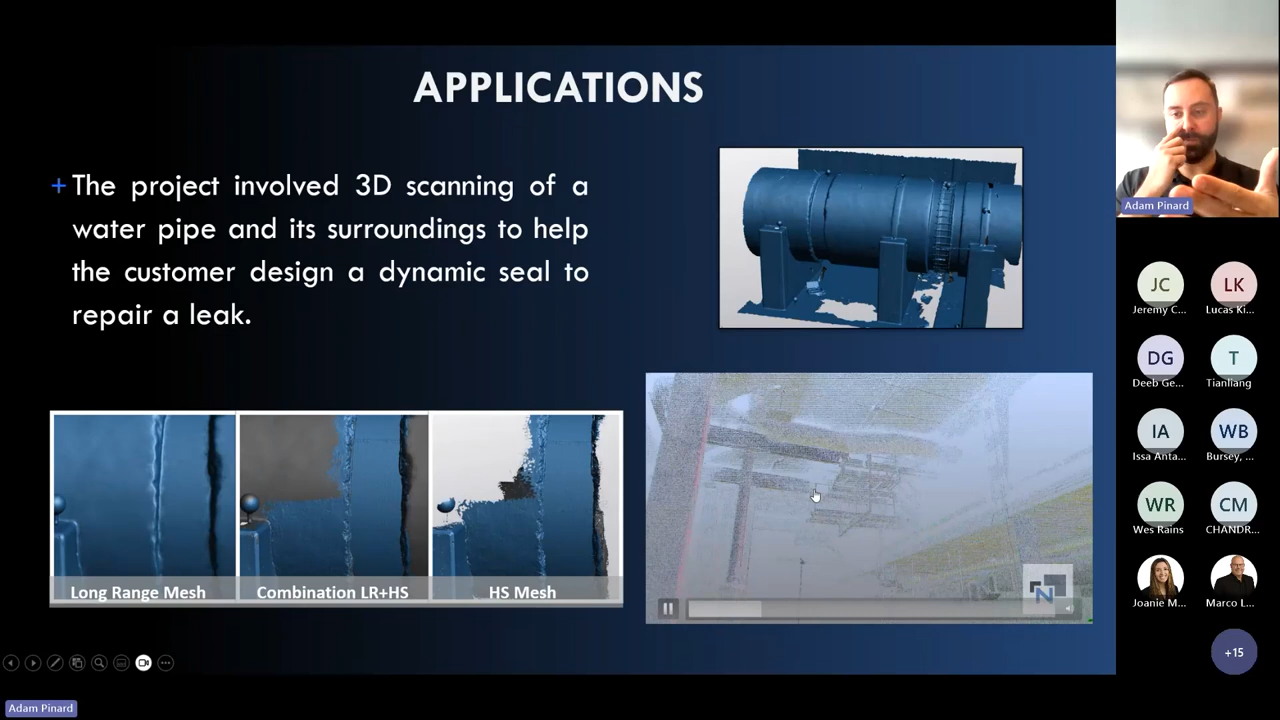 APPLICATIONS
+ The project involved 3D scanning of a
water pipe and its surroundings to help
the customer design a dynamic seal to
repair a leak.
Long Range Mesh
Combination LR+HS
HS Mesh
N
Adam Pinard
JC
LK
Jeremy C...
Lucas Ki...
DG
T
Deeb Ge...
Tianliang
IA
WB
Issa Anta...
Bursey, ...
WR
CM
Wes Rains
CHANDR...
Joanie M...
Marco L...
+15
Adam Pinard